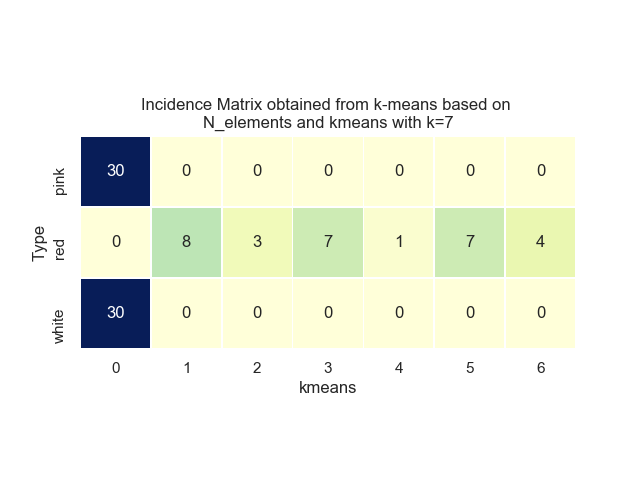 Incidence Matrix obtained from k-means based on
N_elements and kmeans with k=7
Type
pink
30 0 0 0 0 0 0
red
0 8 3 7 1 7 4
white
30 0 0 0 0 0 0
0 1 2 3 4 5 6
kmeans